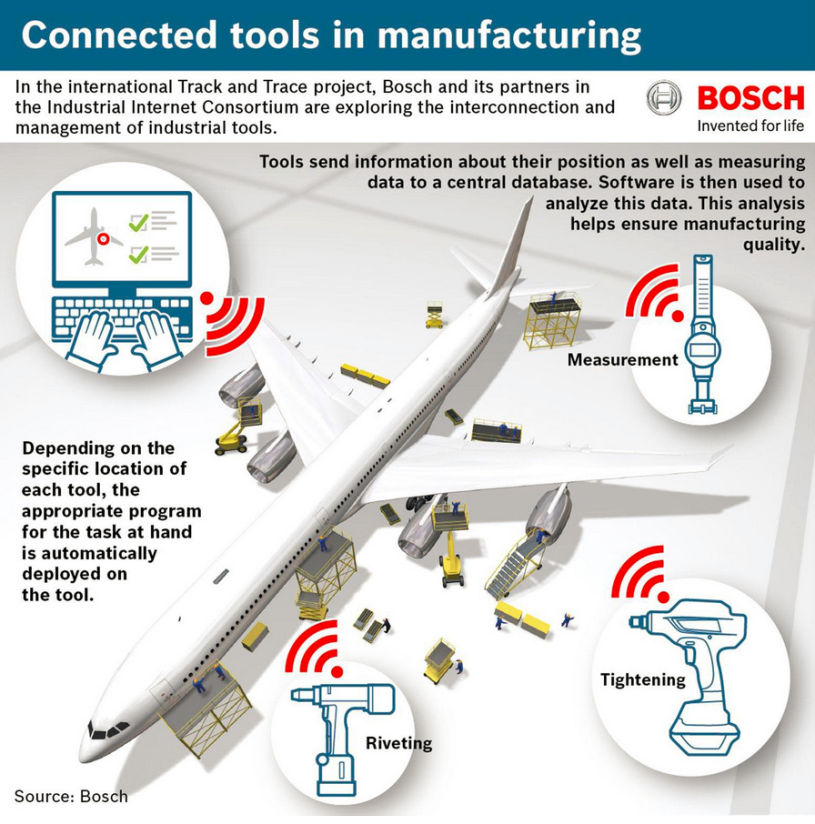 Connected tools in manufacturing
In the international Track and Trace project, Bosch and its partners in
the Industrial Internet Consortium are exploring the interconnection and
management of industrial tools.
BOSCH
Invented for life
Tools send information about their position as well as measuring
data to a central database. Software is then used to
analyze this data. This analysis
helps ensure manufacturing
quality.
Measurement
Depending on the
specific location of
each tool, the
appropriate program
for the task at hand
is automatically
deployed on
the tool.
Tightening
Riveting
Source: Bosch